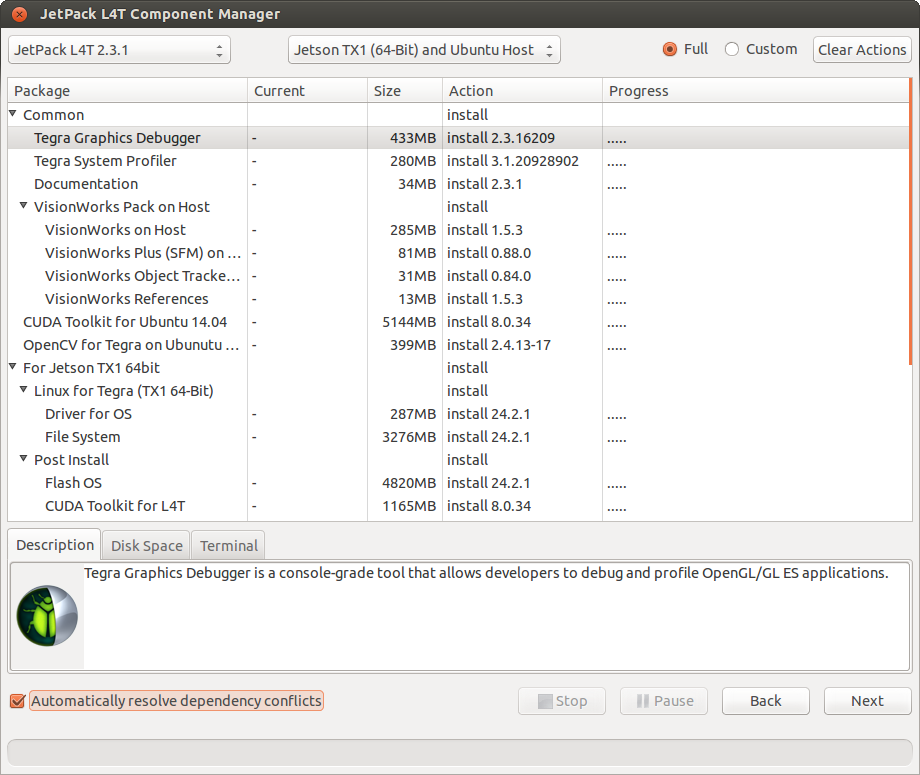 JetPack L4T Component Manager
JetPack L4T 2.3.1 Jetson TX1 (64-Bit) and Ubuntu Host Full Custom Clear Actions
Package Current Size Action Progress
Common install
Tegra Graphics Debugger - 433MB install 2.3.16209 .....
Tegra System Profiler - 280MB install 3.1.20928902 .....
Documentation - 34MB install 2.3.1 .....
VisionWorks Pack on Host install
VisionWorks on Host - 285MB install 1.5.3 .....
VisionWorks Plus (SFM) on ... - 81MB install 0.88.0 .....
VisionWorks Object Tracke... - 31MB install 0.84.0 .....
VisionWorks References - 13MB install 1.5.3 .....
CUDA Toolkit for Ubuntu 14.04 - 5144MB install 8.0.34 .....
OpenCV for Tegra on Ubunutu ... - 399MB install 2.4.13-17 .....
For Jetson TX1 64bit install
Linux for Tegra (TX1 64-Bit) install
Driver for OS - 287MB install 24.2.1 .....
File System - 3276MB install 24.2.1 .....
Post Install install
Flash OS - 4820MB install 24.2.1 .....
CUDA Toolkit for L4T - 1165MB install 8.0.34 .....
Description Disk Space Terminal
Tegra Graphics Debugger is a console-grade tool that allows developers to debug and profile OpenGL/GL ES applications.
Automatically resolve dependency conflicts Stop Pause Back Next